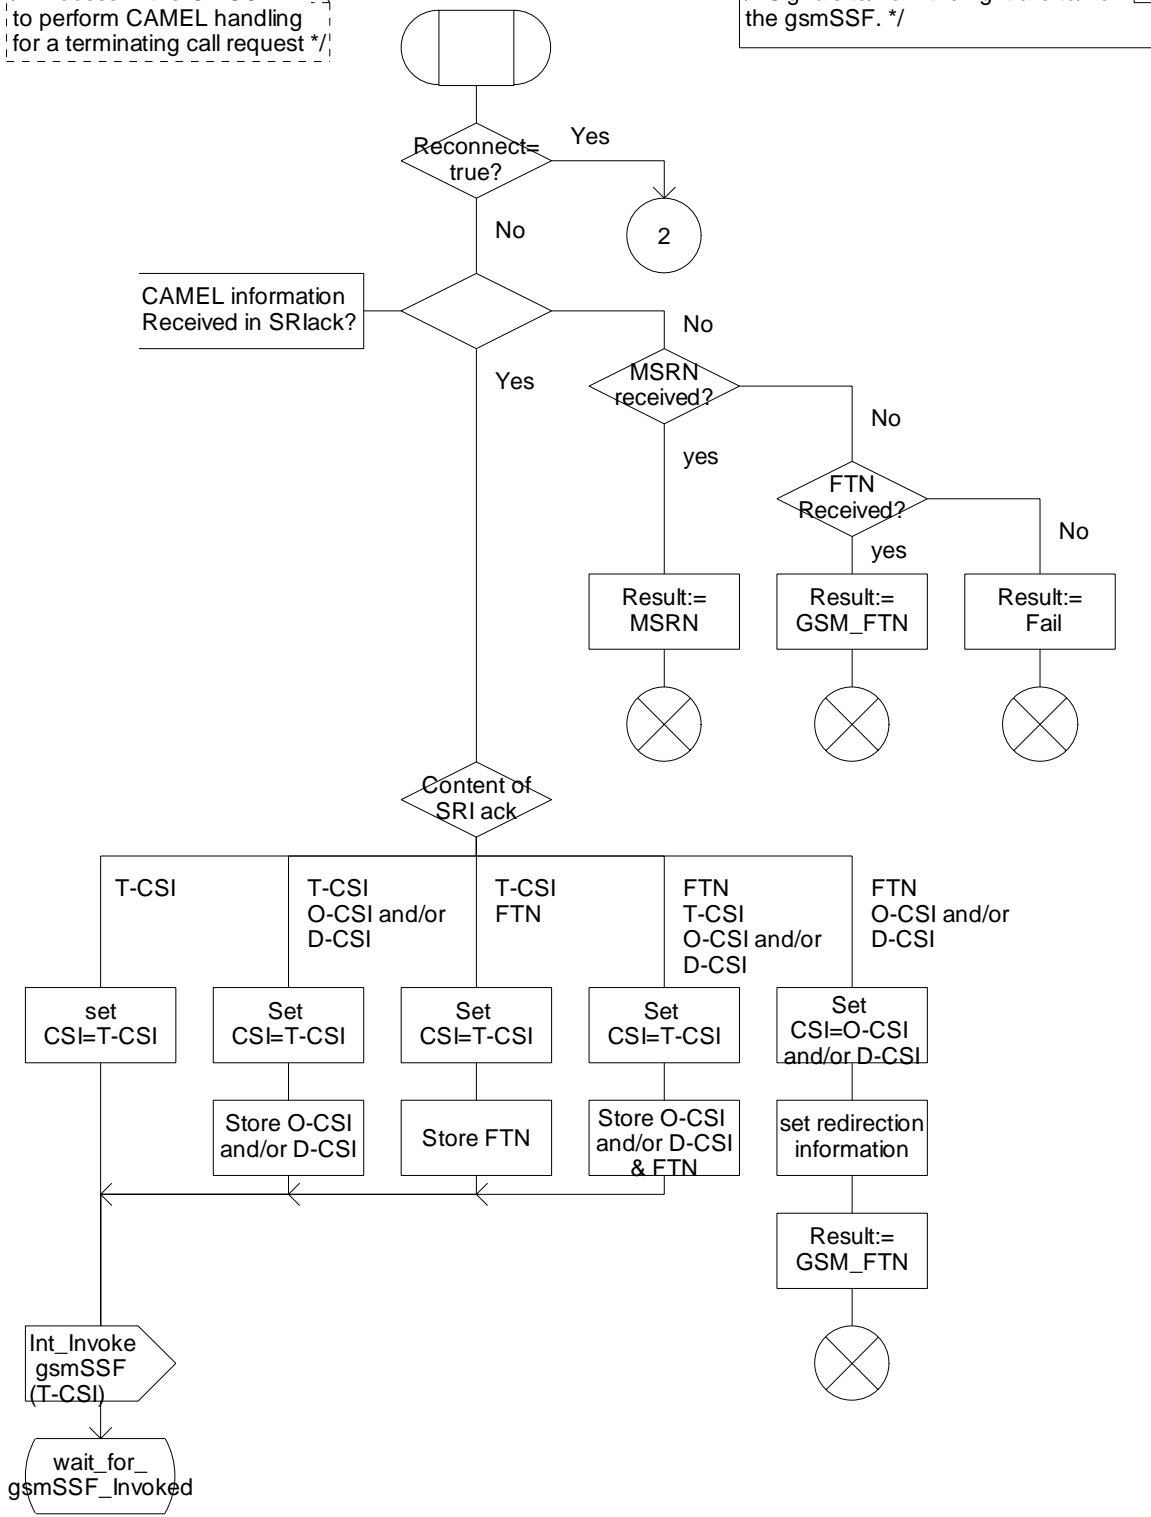 to perform CAMEL handling
for a terminating call request */
the gsmSSF. */
Reconnect=
true?
Yes
No
2
CAMEL information
Received in SRIack?
No
Yes
MSRN
received?
No
yes
FTN
Received?
No
yes
Result:=
MSRN
Result:=
GSM_FTN
Result:=
Fail
Content of
SRI ack
T-CSI
T-CSI
O-CSI and/or
D-CSI
T-CSI
FTN
FTN
T-CSI
O-CSI and/or
D-CSI
FTN
O-CSI and/or
D-CSI
set
CSI=T-CSI
Set
CSI=T-CSI
Set
CSI=T-CSI
Set
CSI=T-CSI
Set
CSI=O-CSI
and/or D-CSI
Store O-CSI
and/or D-CSI
Store FTN
Store O-CSI
and/or D-CSI
& FTN
set redirection
information
Result:=
GSM_FTN
Int_Invoke
gsmSSF
(T-CSI)
wait_for_
gsmSSF_Invoked